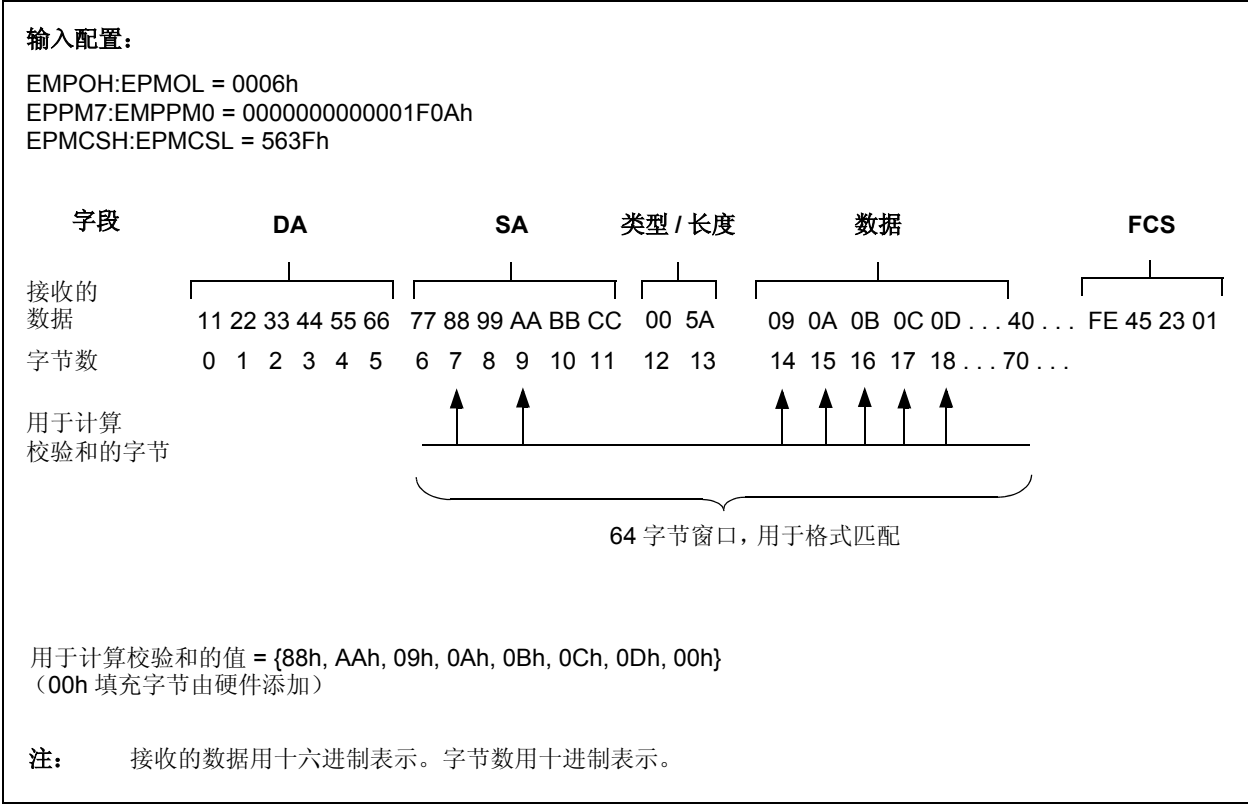 输入配置：
EMPOH:EPMOL = 0006h
EPPM7:EMPPM0 = 0000000000001F0Ah
EPMCSH:EPMCSL = 563Fh
字段 DA SA 类型 / 长度 数据 FCS
接收的
数据 11 22 33 44 55 66 77 88 99 AA BB CC 00 5A 09 0A 0B 0C 0D . . . 40 . . . FE 45 23 01
字节数 0 1 2 3 4 5 6 7 8 9 10 11 12 13 14 15 16 17 18 . . . 70 . . .
用于计算
校验和的字节
64 字节窗口，用于格式匹配
用于计算校验和的值 = {88h, AAh, 09h, 0Ah, 0Bh, 0Ch, 0Dh, 00h}
（00h 填充字节由硬件添加）
注： 接收的数据用十六进制表示。字节数用十进制表示。